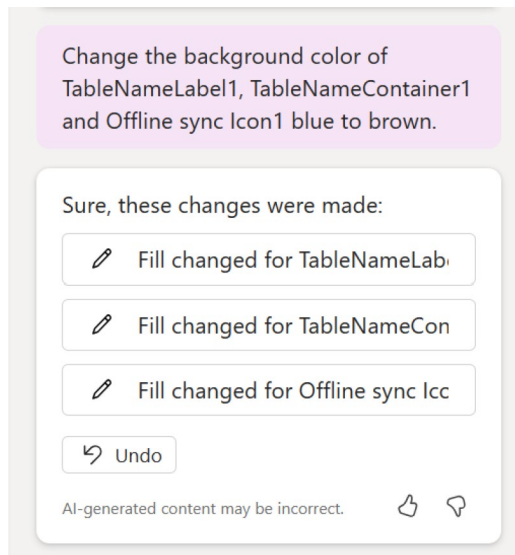 Change the background color of
TableNameLabel1, TableNameContainer1
and Offline sync Icon1 blue to brown.
Sure, these changes were made:
Fill changed for TableNameLab
Fill changed for TableNameCon
Fill changed for Offline sync Icc
Undo
AI-generated content may be incorrect.